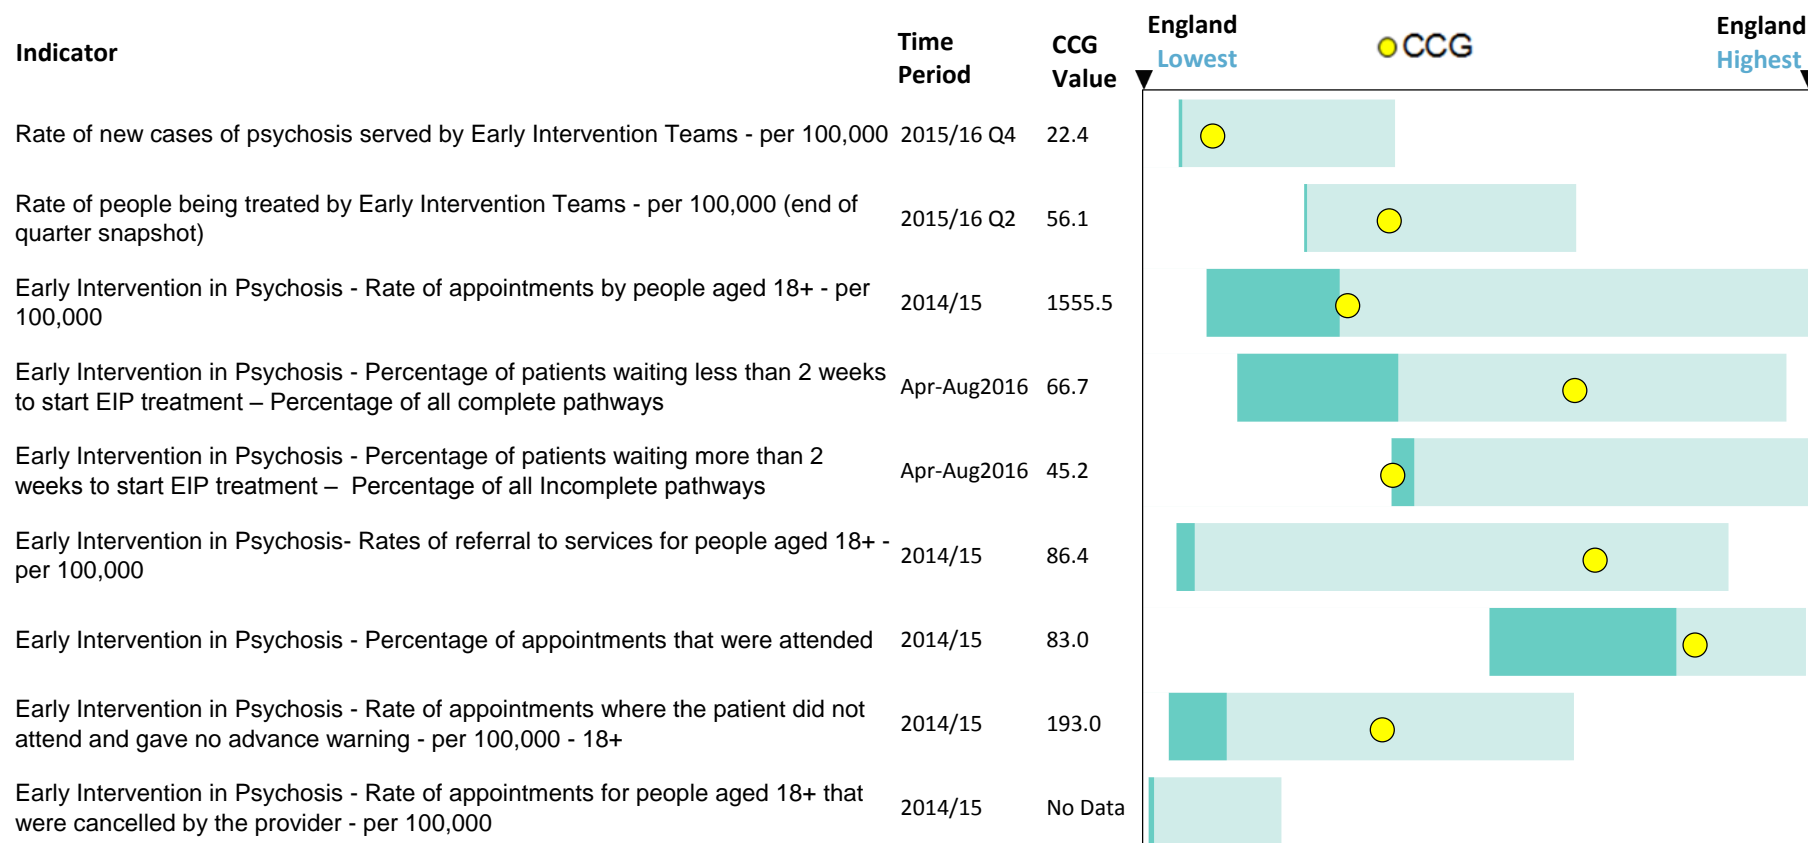 Indicator
Time
Period
CCG
Value
England
Lowest
CCG
England
Highest
Rate of new cases of psychosis served by Early Intervention Teams - per 100,000 2015/16 Q4 22.4
Rate of people being treated by Early Intervention Teams - per 100,000 (end of
quarter snapshot)
2015/16 Q2 56.1
Early Intervention in Psychosis - Rate of appointments by people aged 18+ - per
100,000
2014/15 1555.5
Early Intervention in Psychosis - Percentage of patients waiting less than 2 weeks
to start EIP treatment – Percentage of all complete pathways
Apr-Aug2016 66.7
Early Intervention in Psychosis - Percentage of patients waiting more than 2
weeks to start EIP treatment – Percentage of all Incomplete pathways
Apr-Aug2016 45.2
Early Intervention in Psychosis- Rates of referral to services for people aged 18+ -
per 100,000
2014/15 86.4
Early Intervention in Psychosis - Percentage of appointments that were attended 2014/15 83.0
Early Intervention in Psychosis - Rate of appointments where the patient did not
attend and gave no advance warning - per 100,000 - 18+
2014/15 193.0
Early Intervention in Psychosis - Rate of appointments for people aged 18+ that
were cancelled by the provider - per 100,000
2014/15 No Data